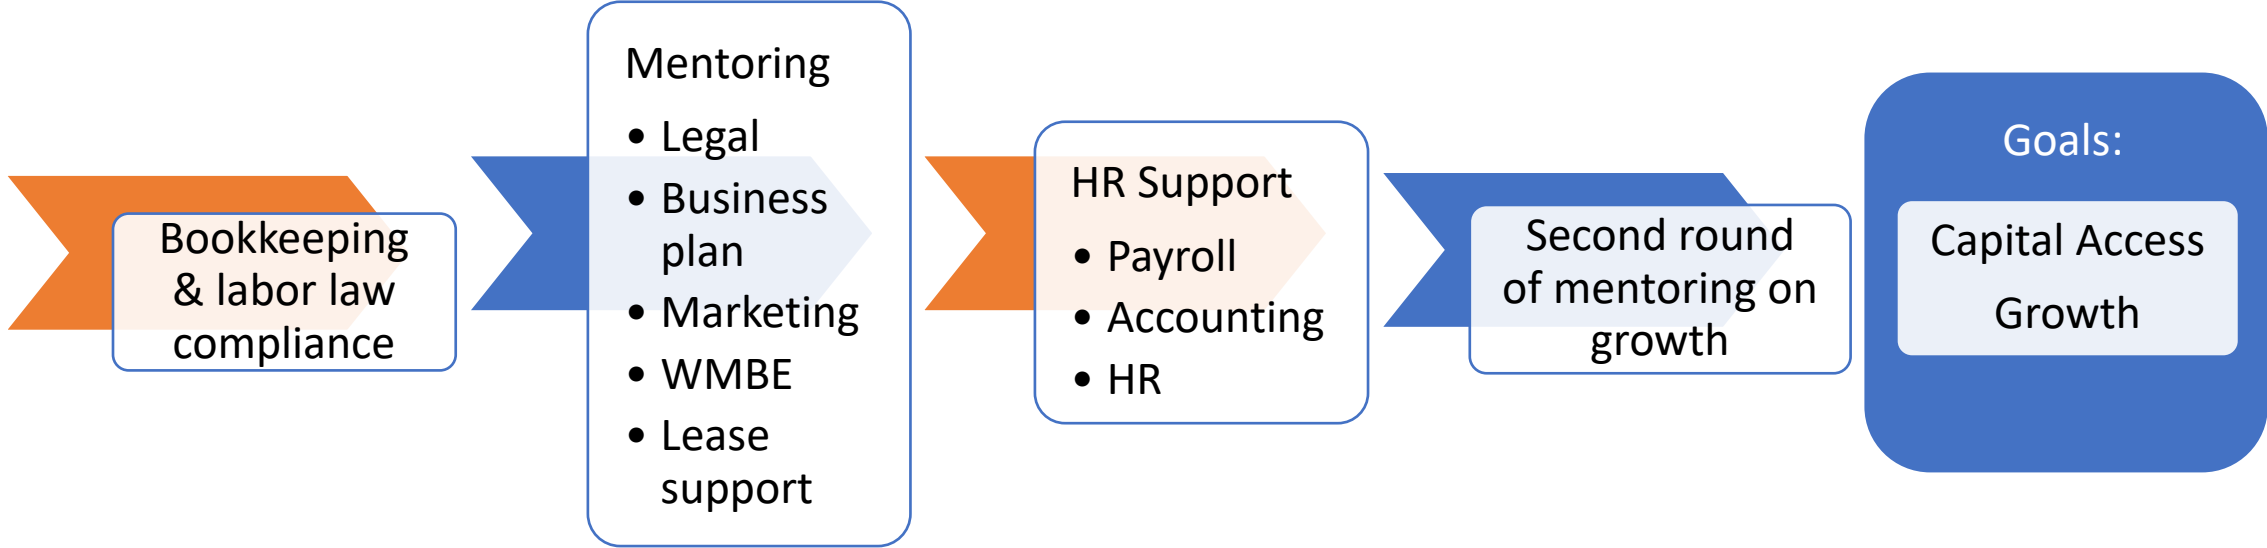 Bookkeeping
& labor law
compliance
Mentoring
• Legal
• Business
plan
• Marketing
• WMBE
• Lease
support
HR Support
• Payroll
• Accounting
• HR
Second round
of mentoring on
growth
Goals:
Capital Access
Growth